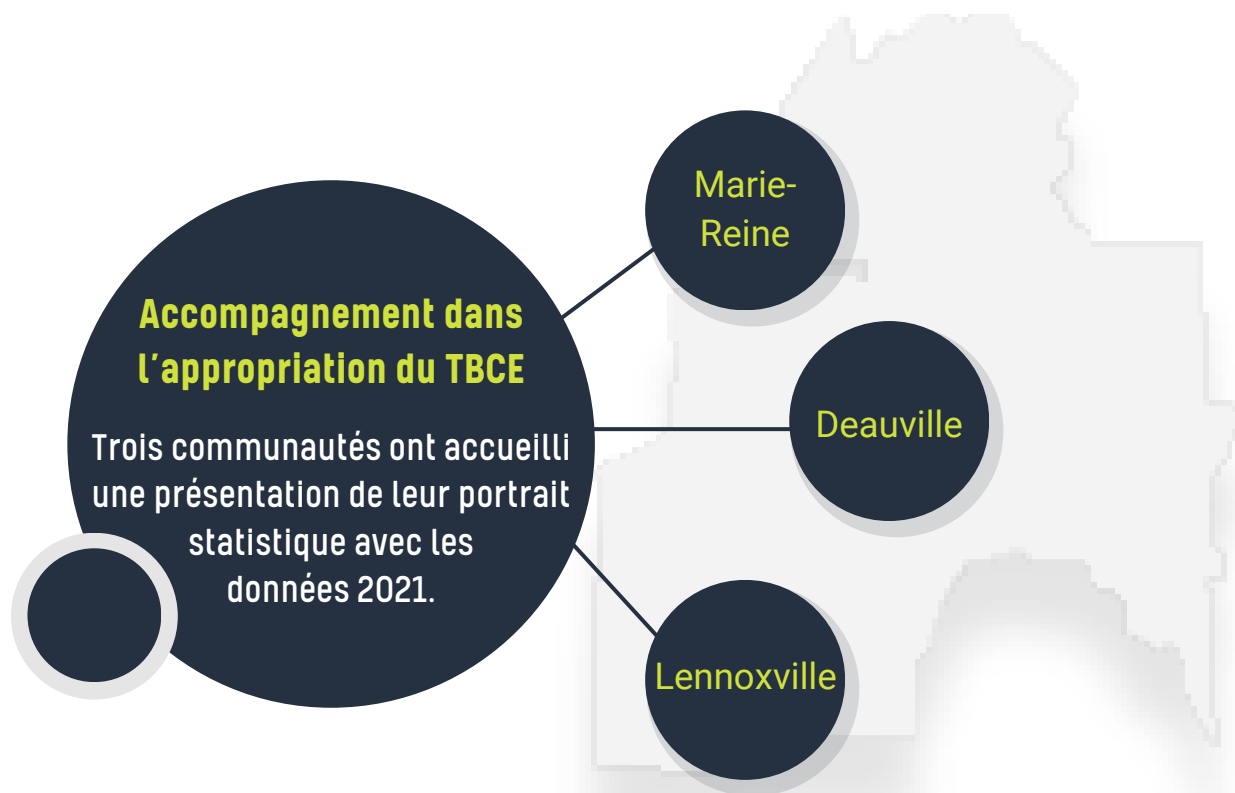 Accompagnement dans
l'appropriation du TBCE
Trois communautés ont accueilli
une présentation de leur portrait
statistique avec les
données 2021.
Marie-
Reine
Deauville
Lennoxville